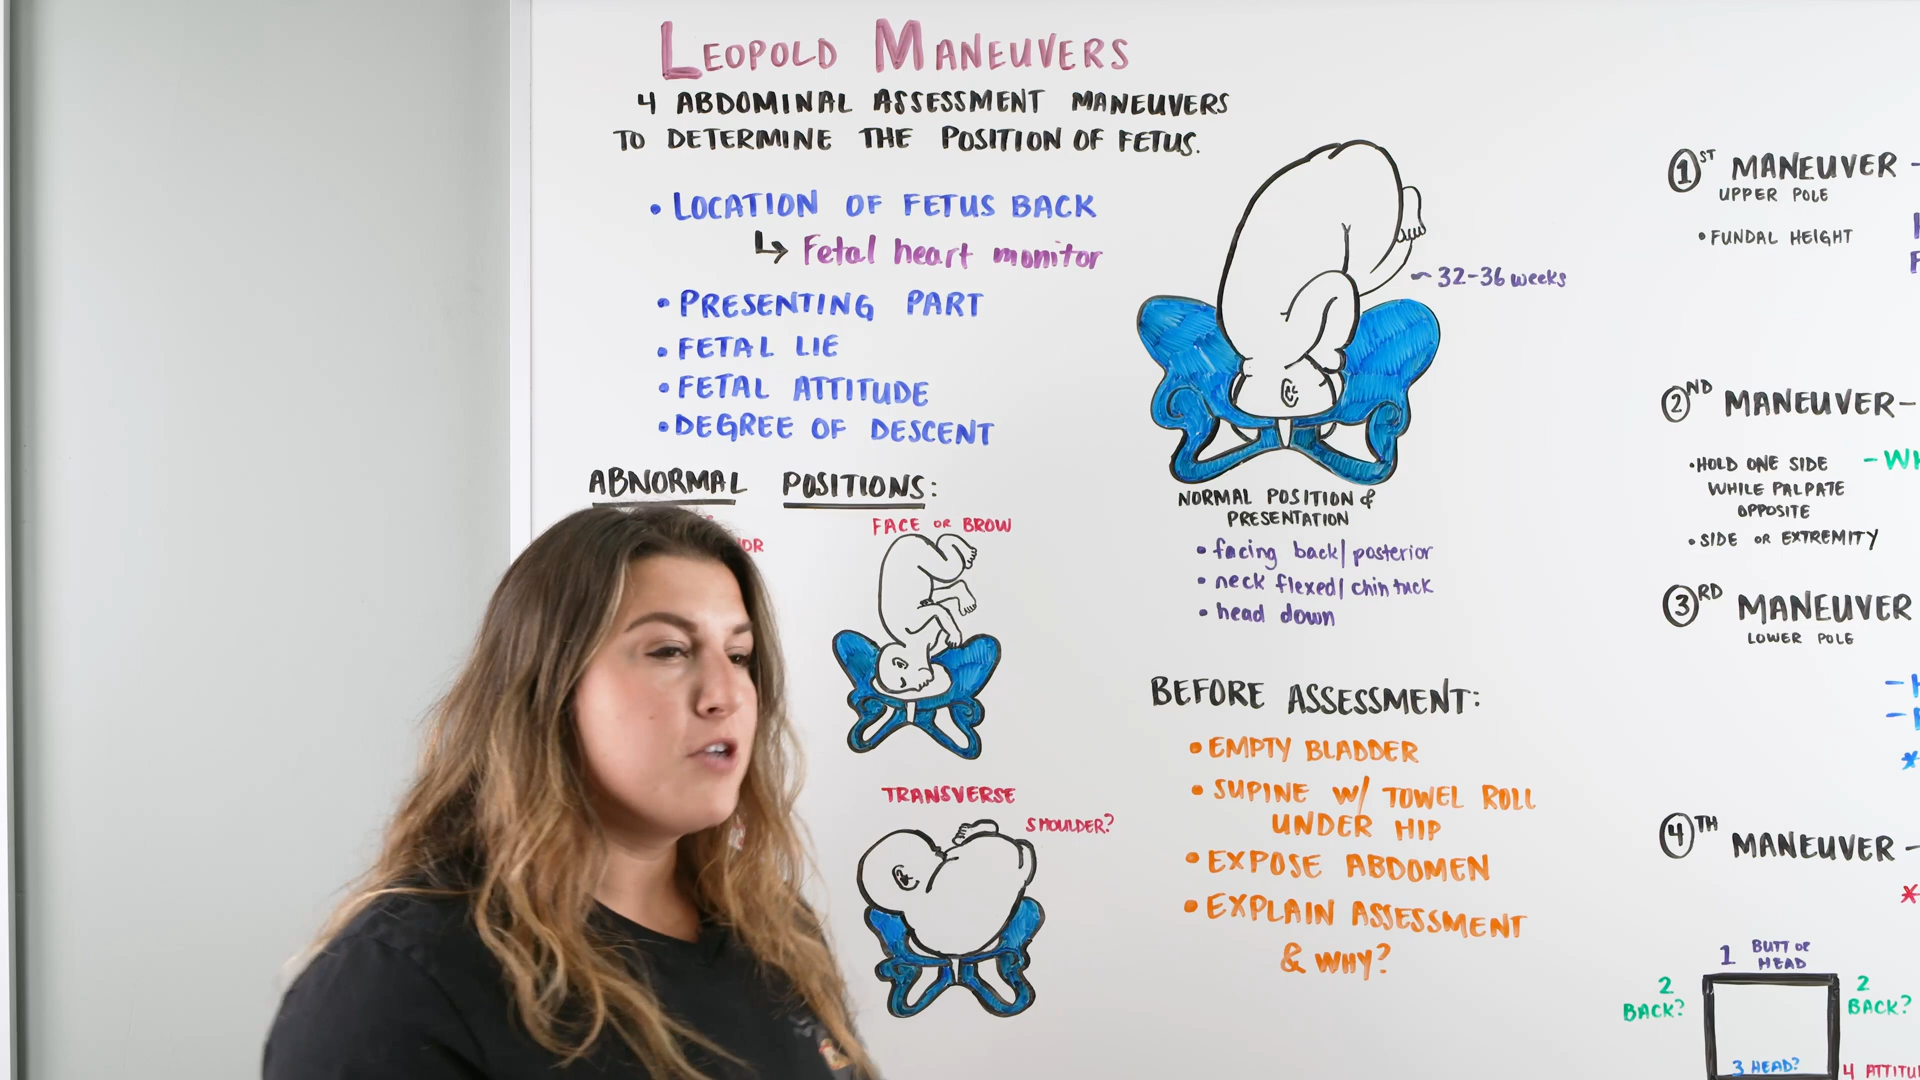 LEOPOLD MANEUVERS
4 ABDOMINAL ASSESSMENT MANEUVERS
TO DETERMINE THE POSITION OF FETUS.
• LOCATION OF FETUS BACK
↳ Fetal heart monitor
• PRESENTING PART
• FETAL LIE
• FETAL ATTITUDE
• DEGREE OF DESCENT
ABNORMAL POSITIONS:
FACE OR BROW
TRANSVERSE
SHOULDER?
~ 32-36 weeks
NORMAL POSITION &
PRESENTATION
• facing back/posterior
• neck flexed/chin tuck
• head down
BEFORE ASSESSMENT:
• EMPTY BLADDER
• SUPINE W/ TOWEL ROLL
UNDER HIP
• EXPOSE ABDOMEN
• EXPLAIN ASSESSMENT
& WHY?
1ST MANEUVER -
UPPER POLE
• FUNDAL HEIGHT
2ND MANEUVER -
• HOLD ONE SIDE
WHILE PALPATE
OPPOSITE
• SIDE OR EXTREMITY
3RD MANEUVER
LOWER POLE
4TH MANEUVER -
1 BUTT OR
HEAD
2
BACK?
2
BACK?
3 HEAD?
4